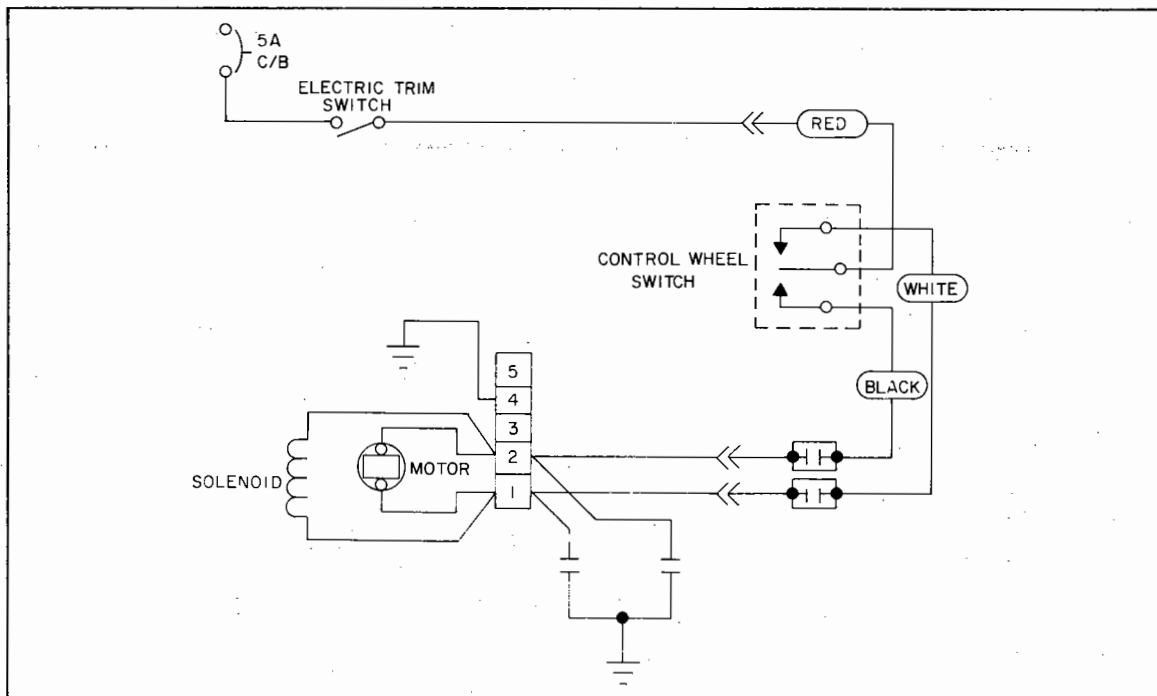 5A
C/B
ELECTRIC TRIM
SWITCH
RED
CONTROL WHEEL
SWITCH
WHITE
BLACK
5
4
3
2
1
SOLENOID
MOTOR